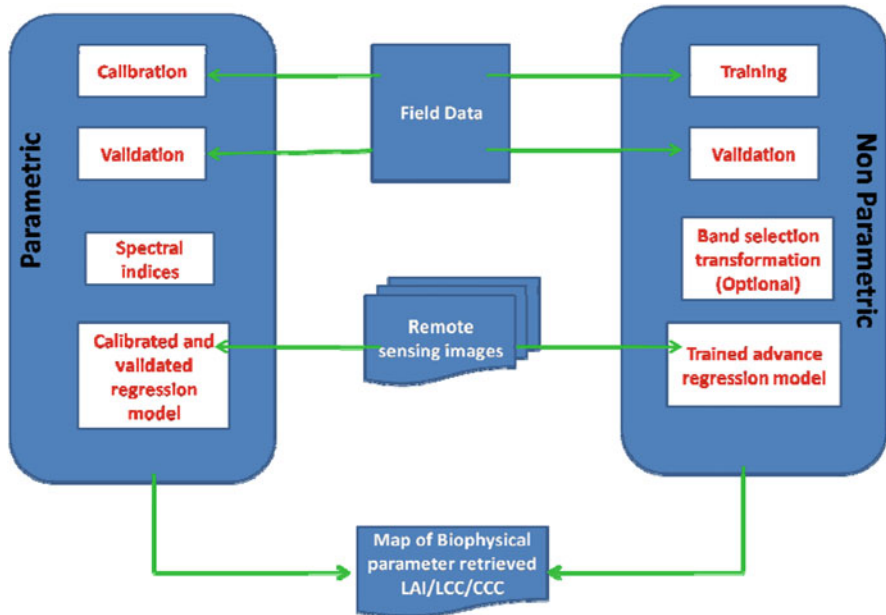 Parametric
Calibration
Validation
Spectral
indices
Calibrated and
validated
regression
model
Field Data
Remote
sensing images
Training
Validation
Band selection
transformation
(Optional)
Trained advance
regression model
Non Parametric
Map of Biophysical
parameter retrieved
LAI/LCC/CCC